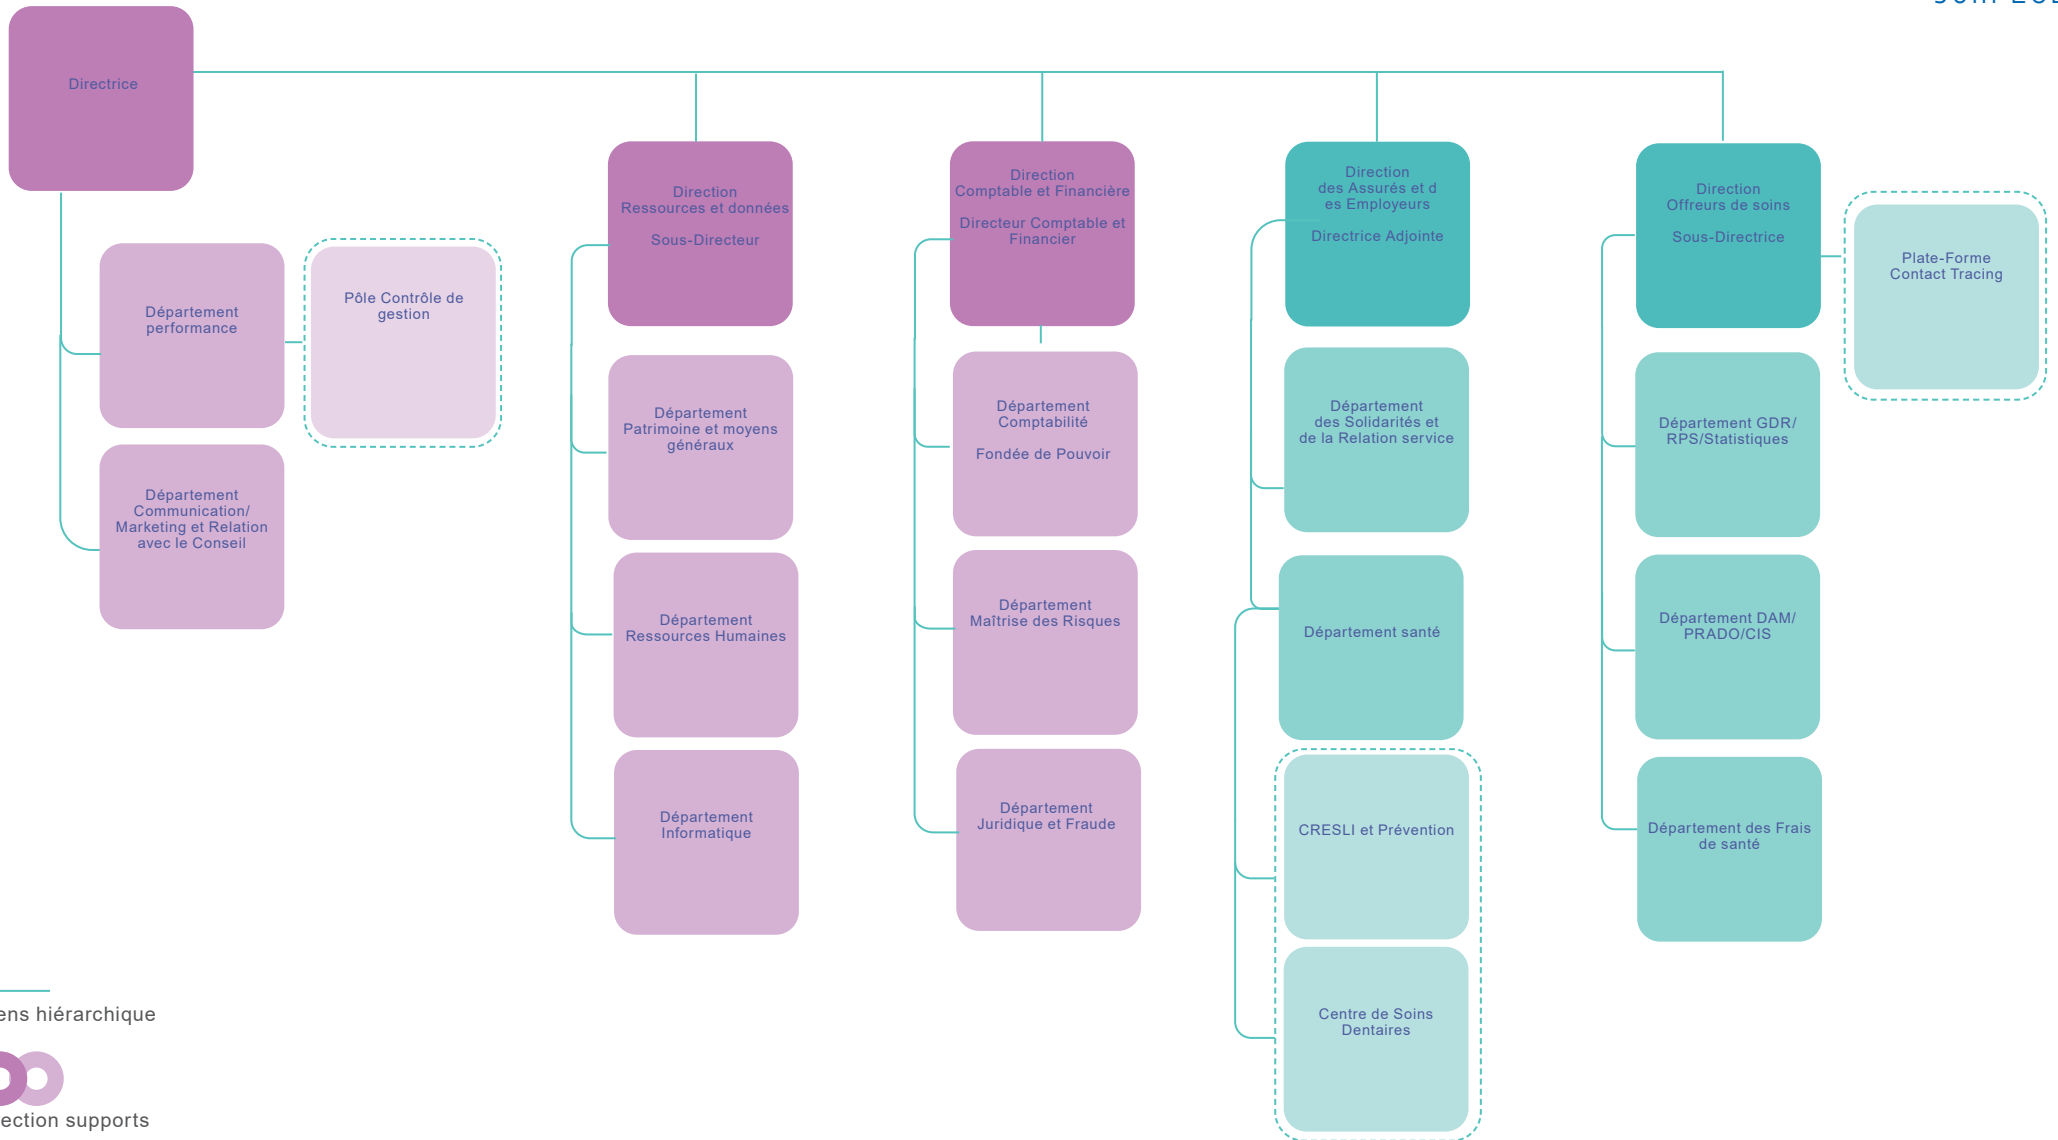 Directrice
Département
performance
Pôle Contrôle de
gestion
Département
Communication/
Marketing et Relation
avec le Conseil
Direction
Ressources et données
Sous-Directeur
Département
Patrimoine et moyens
généraux
Département
Ressources Humaines
Département
Informatique
Direction
Comptable et Financière
Directeur Comptable et
Financier
Département
Comptabilité
Fondée de Pouvoir
Département
Maîtrise des Risques
Département
Juridique et Fraude
Direction
des Assurés et d
es Employeurs
Directrice Adjointe
Département
des Solidarités et
de la Relation service
Département santé
CRESLI et Prévention
Centre de Soins
Dentaires
Direction
Offreurs de soins
Sous-Directrice
Plate-Forme
Contact Tracing
Département GDR/
RPS/Statistiques
Département DAM/
PRADO/CIS
Département des Frais
de santé
ens hiérarchique
ection supports